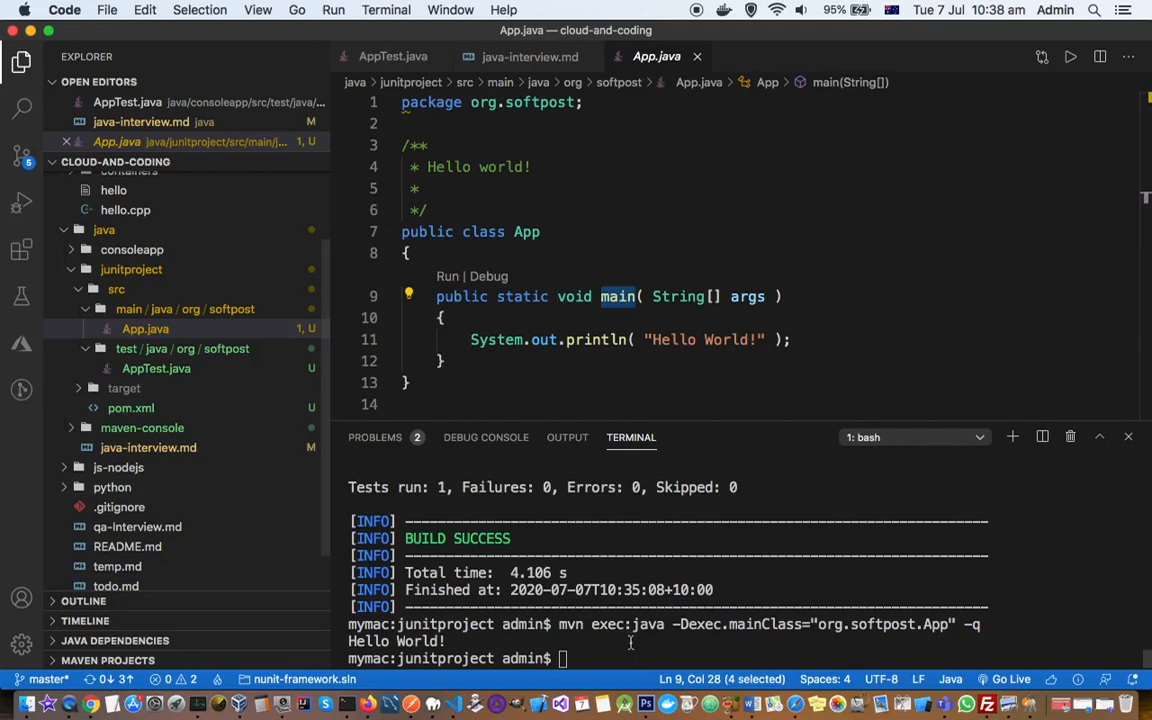 Code File Edit Selection View Go Run Terminal Window Help 95% Tue 7 Jul 10:38 am Admin
App.java — cloud-and-coding
EXPLORER
OPEN EDITORS
AppTest.java java/consoleapp/src/test/java/...
java-interview.md java M
App.java java/junitproject/src/main/j... 1, U
CLOUD-AND-CODING
containers
hello
hello.cpp
java
consoleapp
junitproject
src
main / java / org / softpost
App.java 1, U
test / java / org / softpost
AppTest.java U
target
pom.xml U
maven-console
java-interview.md M
js-nodejs
python
.gitignore
qa-Interview.md
README.md
temp.md
todo.md
OUTLINE
TIMELINE
JAVA DEPENDENCIES
MAVEN PROJECTS
5
AppTest.java java-interview.md App.java
java junitproject src main java org softpost App.java App main(String[])
1 package org.softpost;
2
3 /**
4 * Hello world!
5 *
6 */
7 public class App
8 {
Run | Debug
9 public static void main( String[] args )
10 {
11 System.out.println( "Hello World!" );
12 }
13 }
14
PROBLEMS 2 DEBUG CONSOLE OUTPUT TERMINAL 1: bash
Tests run: 1, Failures: 0, Errors: 0, Skipped: 0
[INFO] ------------------------------------------------------------------------
[INFO] BUILD SUCCESS
[INFO] ------------------------------------------------------------------------
[INFO] Total time: 4.106 s
[INFO] Finished at: 2020-07-07T10:35:08+10:00
[INFO] ------------------------------------------------------------------------
mymac:junitproject admin$ mvn exec:java -Dexec.mainClass="org.softpost.App" -q
Hello World!
mymac:junitproject admin$
master* 0↓ 3↑ 0 2 nunit-framework.sln Ln 9, Col 28 (4 selected) Spaces: 4 UTF-8 LF Java Go Live